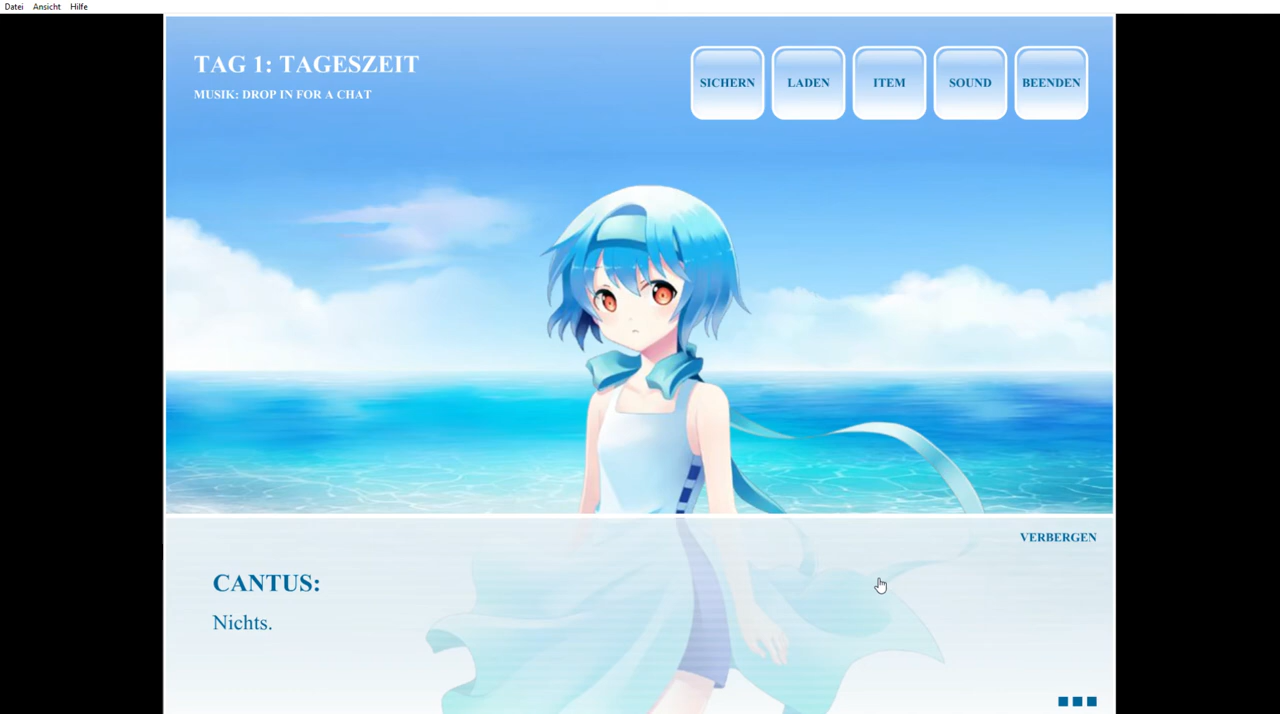 Datei Ansicht Hilfe
TAG 1: TAGESZEIT
MUSIK: DROP IN FOR A CHAT
SICHERN LADEN ITEM SOUND BEENDEN
VERBERGEN
CANTUS:
Nichts.